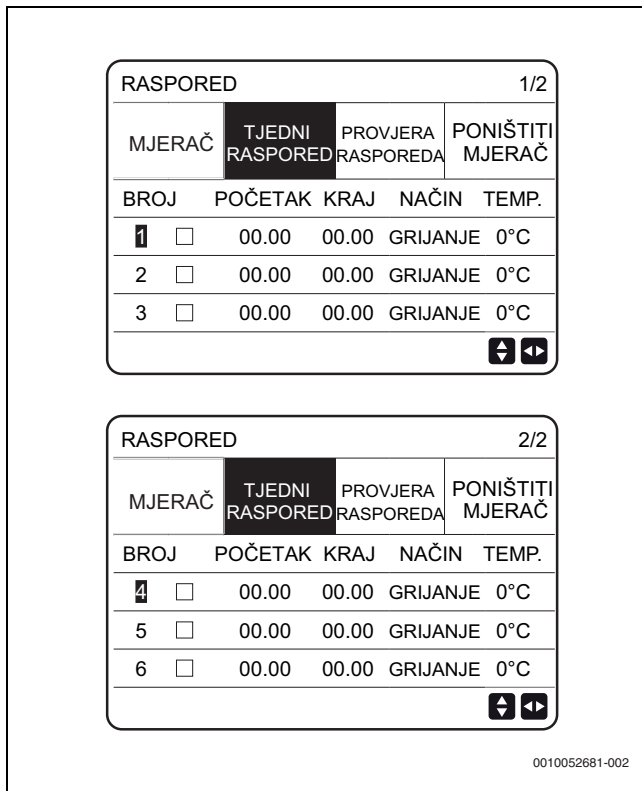 RASPORED 1/2
MJERAČ TJEDNI RASPORED PROVJERA RASPOREDA PONIŠTITI MJERAČ
BROJ POČETAK KRAJ NAČIN TEMP.
1 00.00 00.00 GRIJANJE 0°C
2 00.00 00.00 GRIJANJE 0°C
3 00.00 00.00 GRIJANJE 0°C
RASPORED 2/2
MJERAČ TJEDNI RASPORED PROVJERA RASPOREDA PONIŠTITI MJERAČ
BROJ POČETAK KRAJ NAČIN TEMP.
4 00.00 00.00 GRIJANJE 0°C
5 00.00 00.00 GRIJANJE 0°C
6 00.00 00.00 GRIJANJE 0°C
0010052681-002